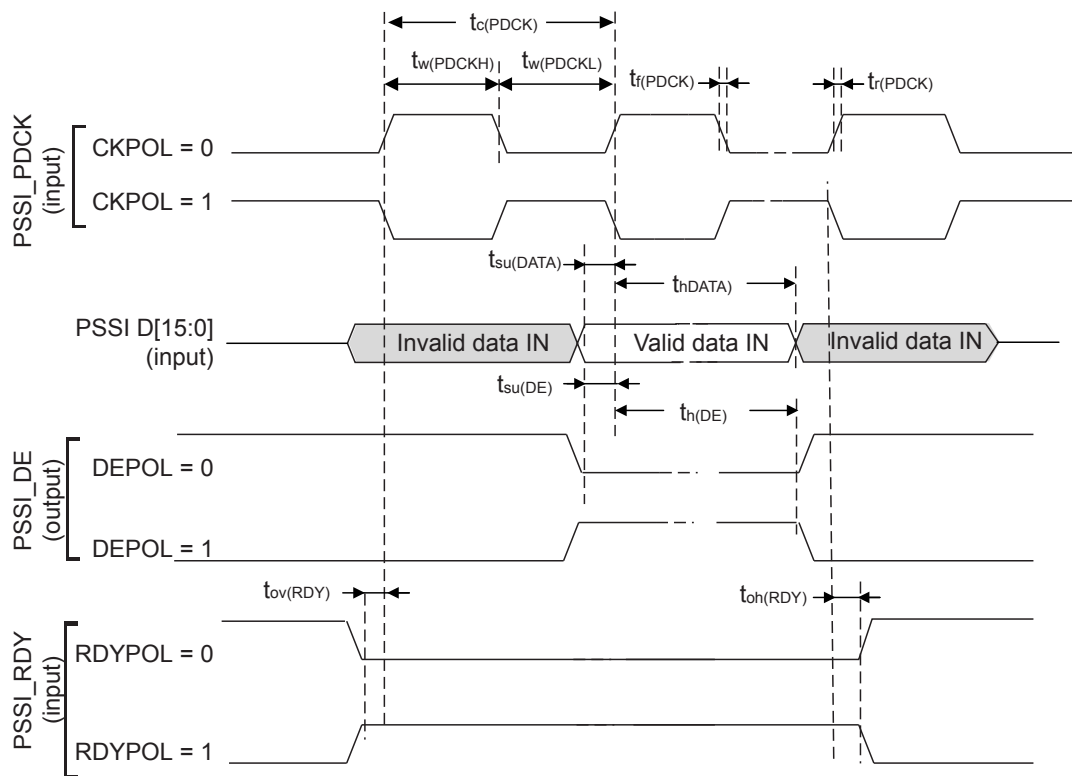 tc(PDCK)
tw(PDCKH)
tw(PDCKL)
tf(PDCK)
tr(PDCK)
PSSI_PDCK
(input)
CKPOL = 0
CKPOL = 1
tsu(DATA)
thDATA)
PSSI D[15:0]
(input)
Invalid data IN
Valid data IN
Invalid data IN
tsu(DE)
th(DE)
PSSI_DE
(output)
DEPOL = 0
DEPOL = 1
tov(RDY)
toh(RDY)
PSSI_RDY
(input)
RDYPOL = 0
RDYPOL = 1